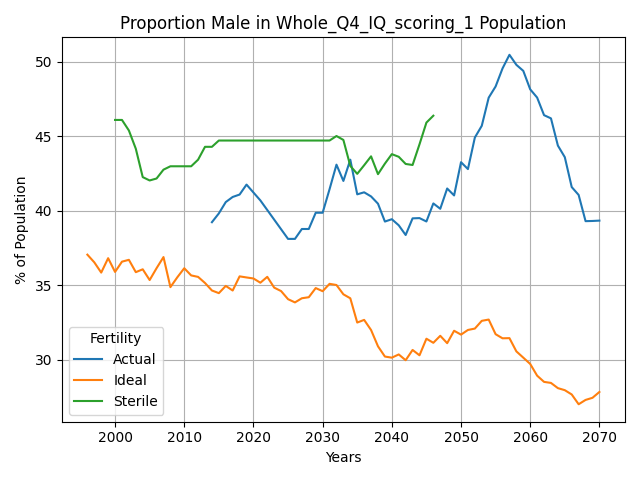 Proportion Male in Whole_Q4_IQ_scoring_1 Population
% of Population
50
45
40
35
30
Fertility
Actual
Ideal
Sterile
2000 2010 2020 2030 2040 2050 2060 2070
Years